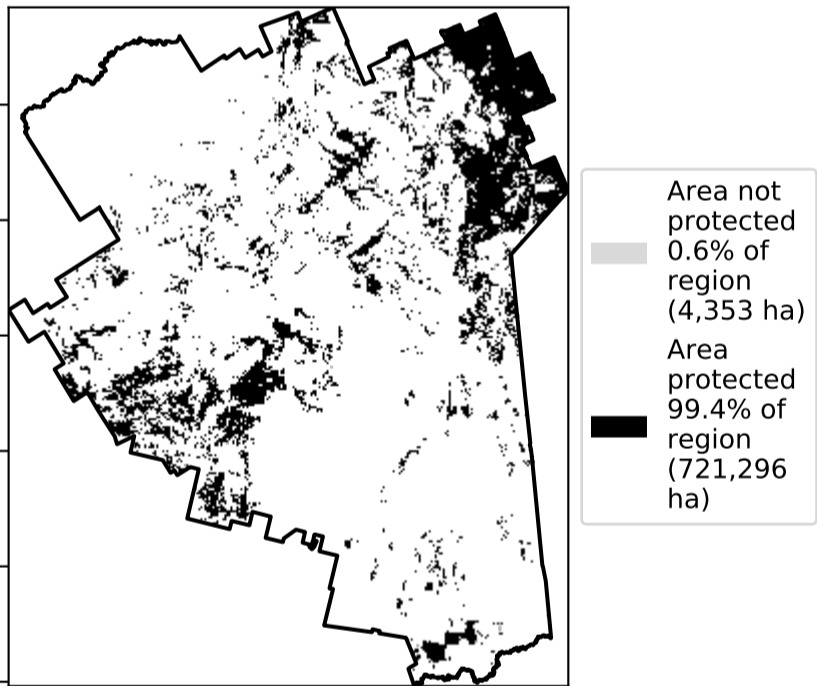 Area not
protected
0.6% of
region
(4,353 ha)
Area
protected
99.4% of
region
(721,296
ha)